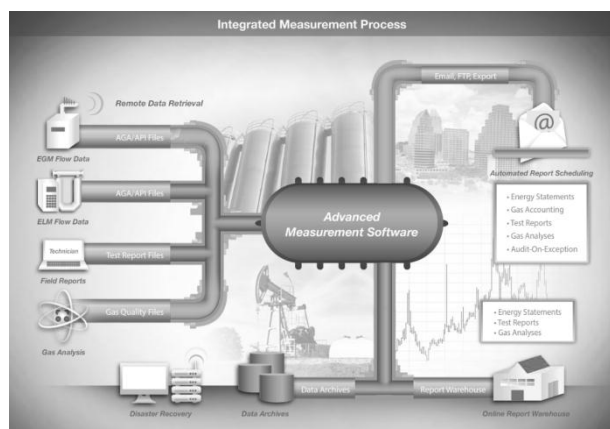 Integrated Measurement Process
Email, FTP, Export
Remote Data Retrieval
AGA/API Files
EGM Flow Data
@
Automated Report Scheduling
AGA/API Files
ELM Flow Data
• Energy Statements
• Gas Accounting
• Test Reports
• Gas Analyses
• Audit-On-Exception
Advanced
Measurement Software
Technician
Test Report Files
Field Reports
Gas Quality Files
Gas Analysis
• Energy Statements
• Test Reports
• Gas Analyses
Data Archives
Report Warehouse
Disaster Recovery
Data Archives
Online Report Warehouse